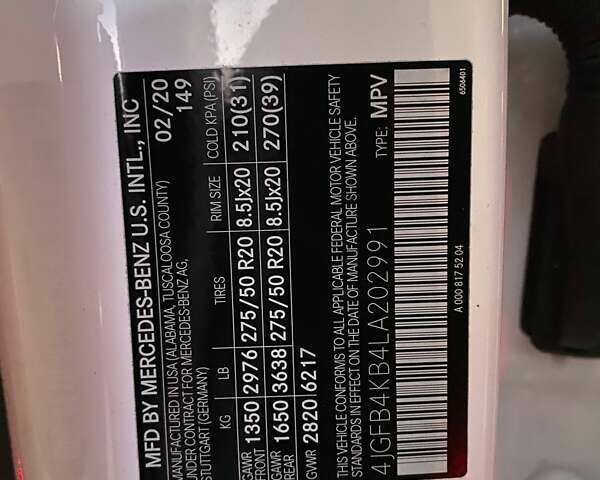 MFD BY MERCEDES-BENZ U.S. INTL., INC
MANUFACTURED IN USA (ALABAMA, TUSCALOOSA COUNTY) 02/20
UNDER CONTRACT FOR MERCEDES-BENZ AG, 14.9
STUTTGART (GERMANY)
KG LB TIRES RIM SIZE COLD KPA (PSI)
GAWR FRONT 1350 2976 275/50 R20 8.5Jx20 210(31)
GAWR REAR 1650 3638 275/50 R20 8.5Jx20 270(39)
GVWR 2820 6217
THIS VEHICLE CONFORMS TO ALL APPLICABLE FEDERAL MOTOR VEHICLE SAFETY
STANDARDS IN EFFECT ON THE DATE OF MANUFACTURE SHOWN ABOVE.
4JGFB4KB4LA202991 TYPE: MPV
A 000 817 52 04
6506401